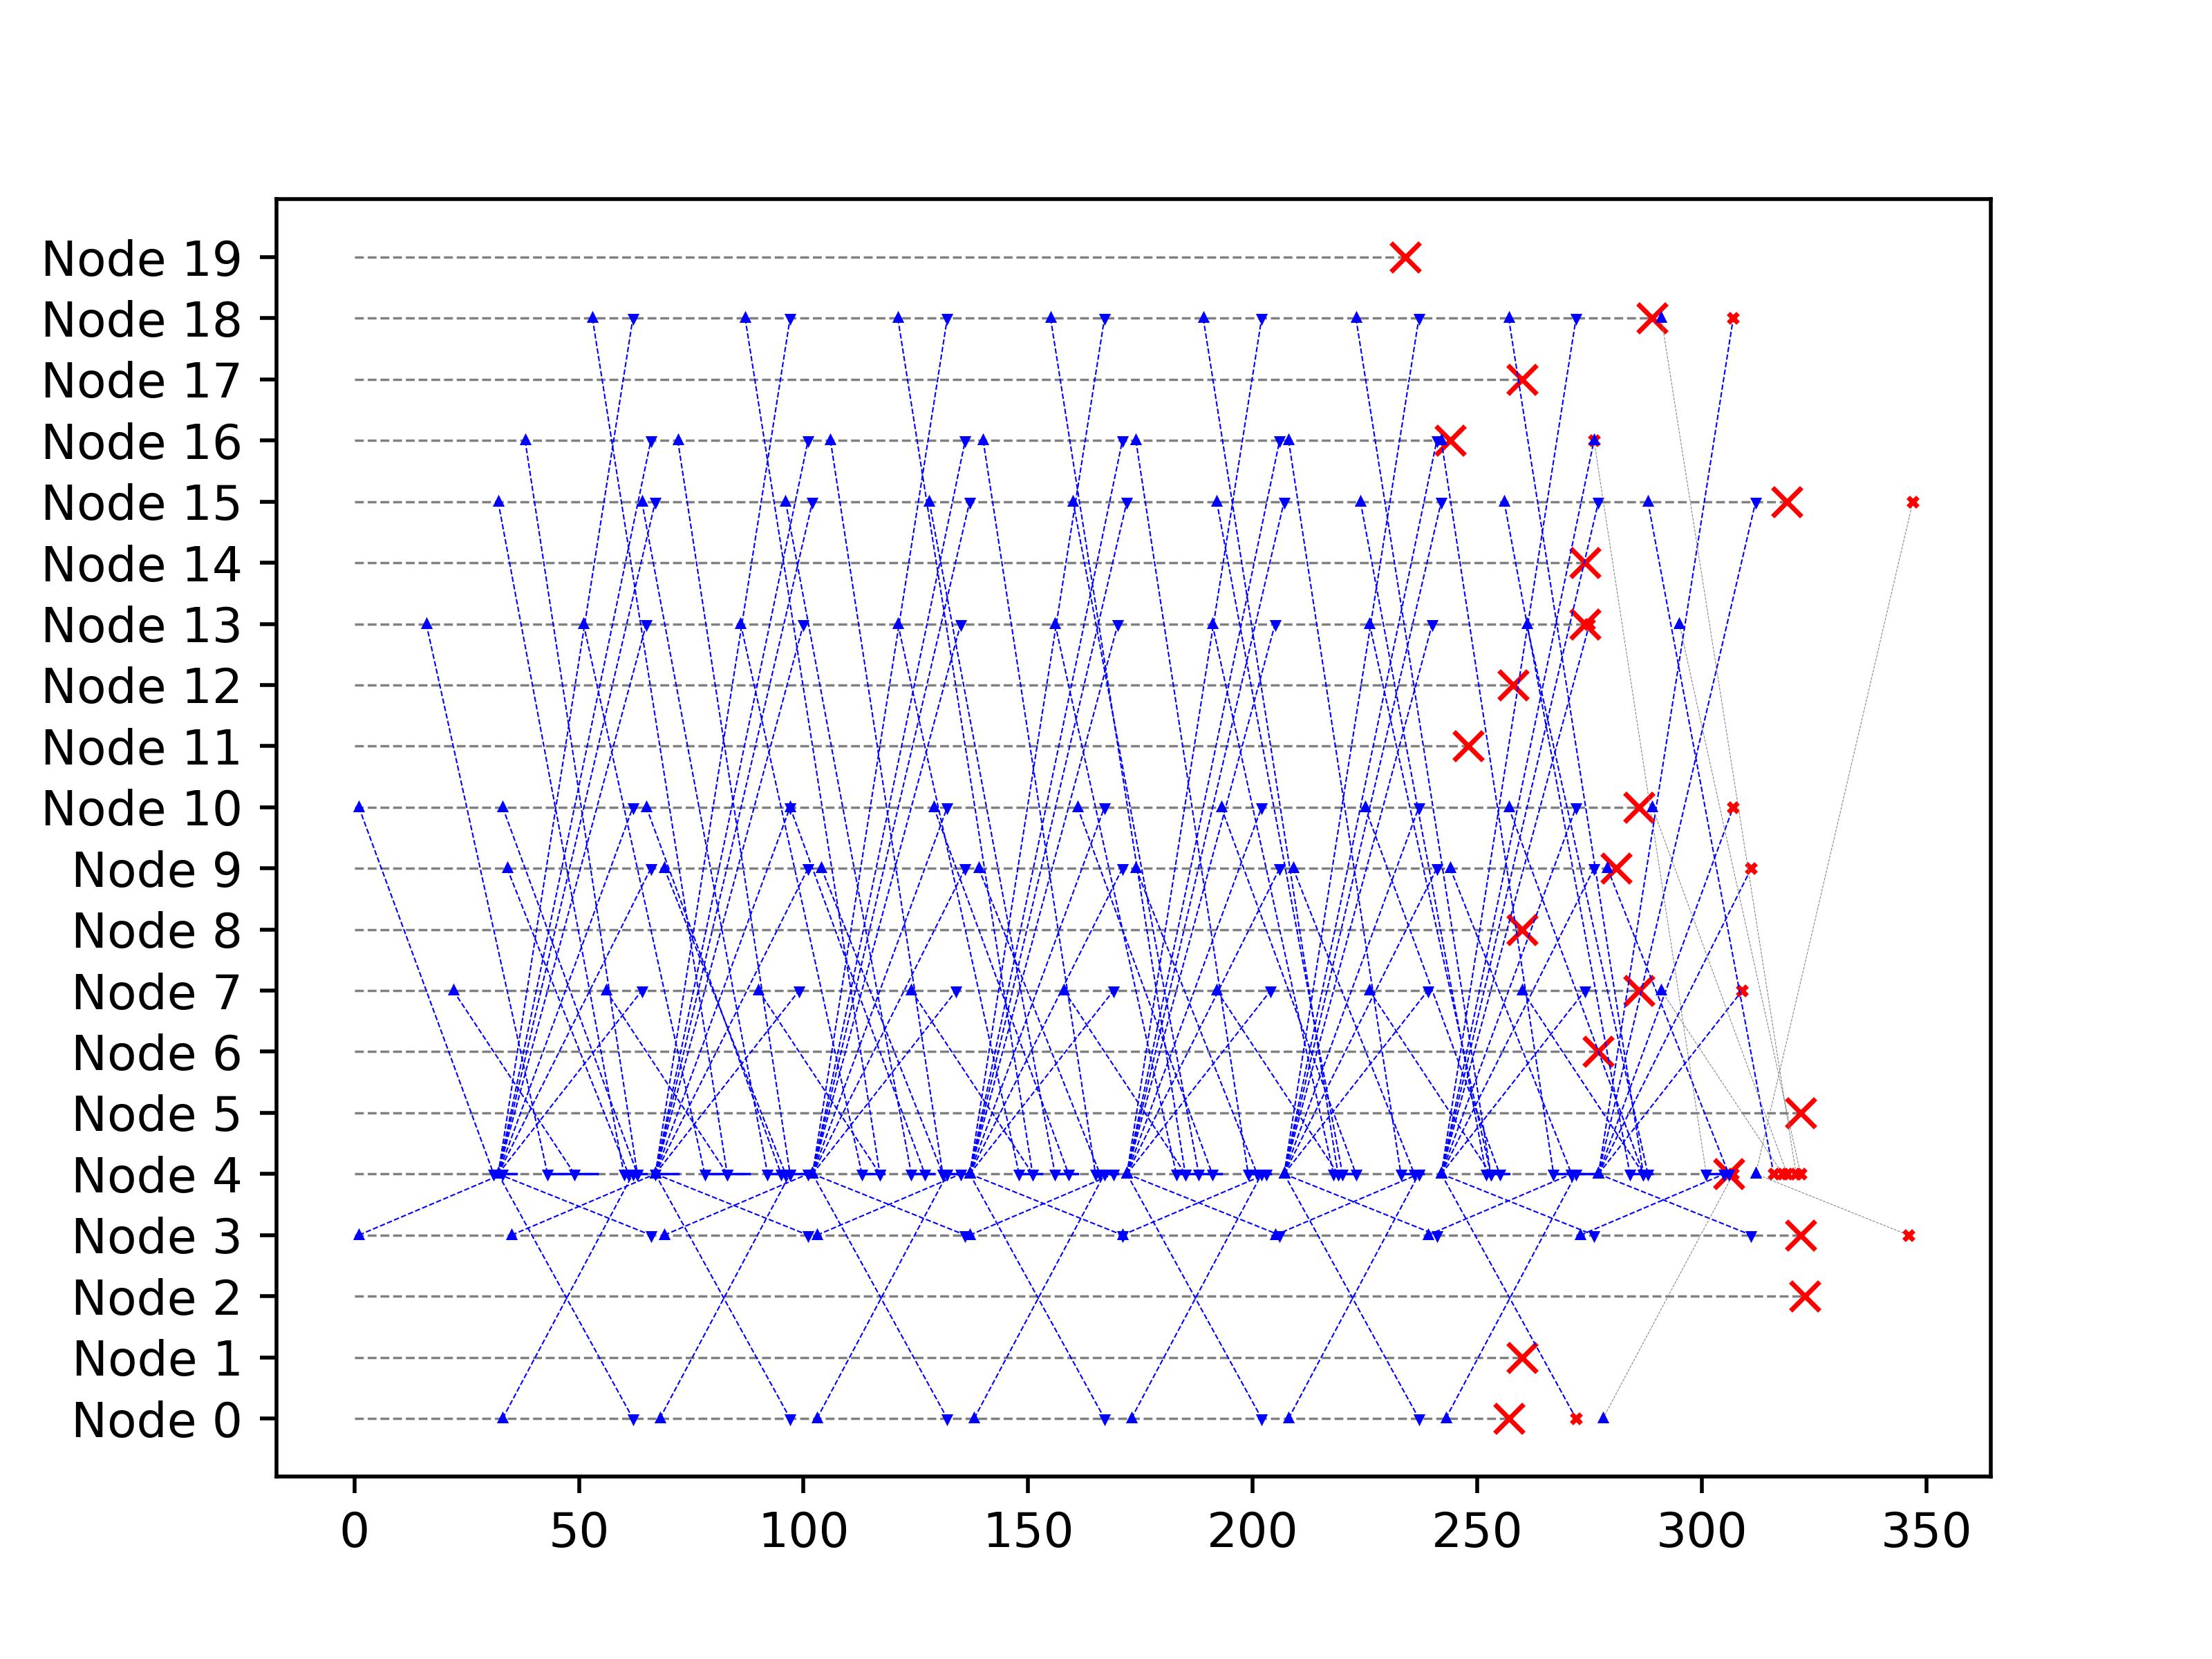 Node 19
Node 18
Node 17
Node 16
Node 15
Node 14
Node 13
Node 12
Node 11
Node 10
Node 9
Node 8
Node 7
Node 6
Node 5
Node 4
Node 3
Node 2
Node 1
Node 0
0 50 100 150 200 250 300 350